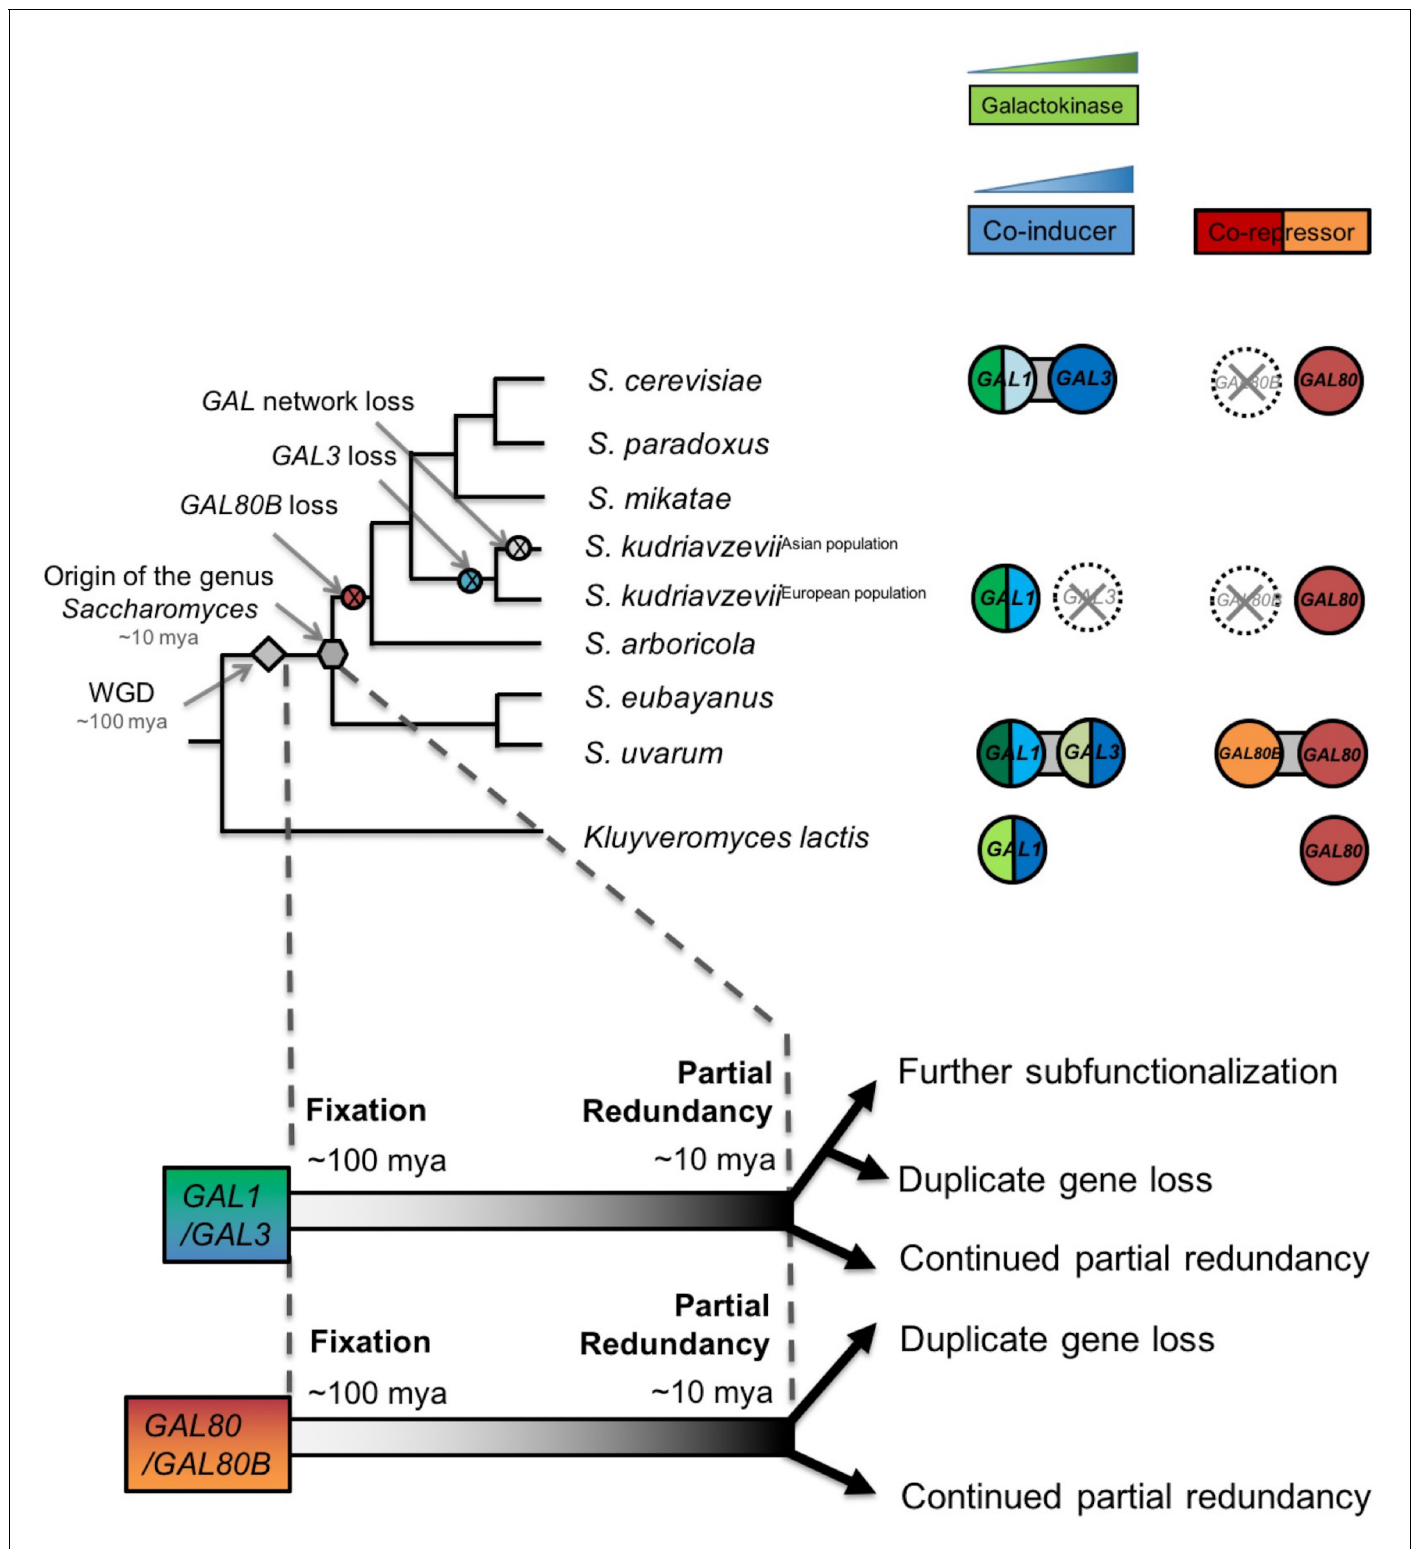 Galactokinase
Co-inducer
Co-repressor
S. cerevisiae
GAL1
GAL3
GAL80B
GAL80
GAL network loss
S. paradoxus
GAL3 loss
S. mikatae
GAL80B loss
S. kudriavzevii Asian population
Origin of the genus
Saccharomyces
~10 mya
S. kudriavzevii European population
GAL1
GAL3
GAL80B
GAL80
S. arboricola
WGD
~100 mya
S. eubayanus
S. uvarum
GAL1
GAL3
GAL80B
GAL80
Kluyveromyces lactis
GAL1
GAL80
Partial
Redundancy
Fixation
~100 mya
~10 mya
GAL1
/GAL3
Further subfunctionalization
Duplicate gene loss
Continued partial redundancy
Partial
Redundancy
Fixation
~100 mya
~10 mya
GAL80
/GAL80B
Duplicate gene loss
Continued partial redundancy